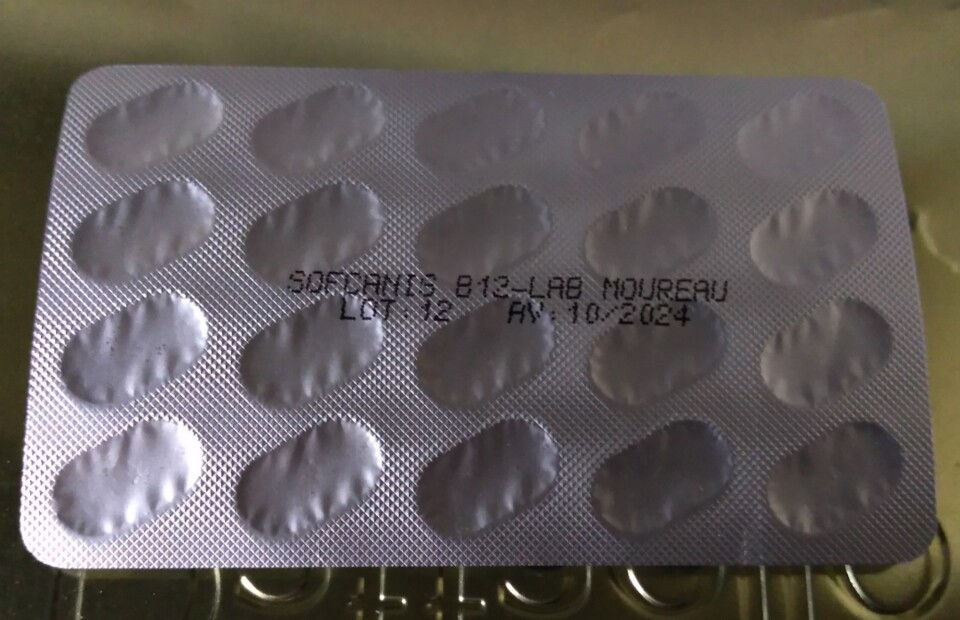 SOFCANIS B12-LAB MOUREAU
LOT:12 AV:10/2024